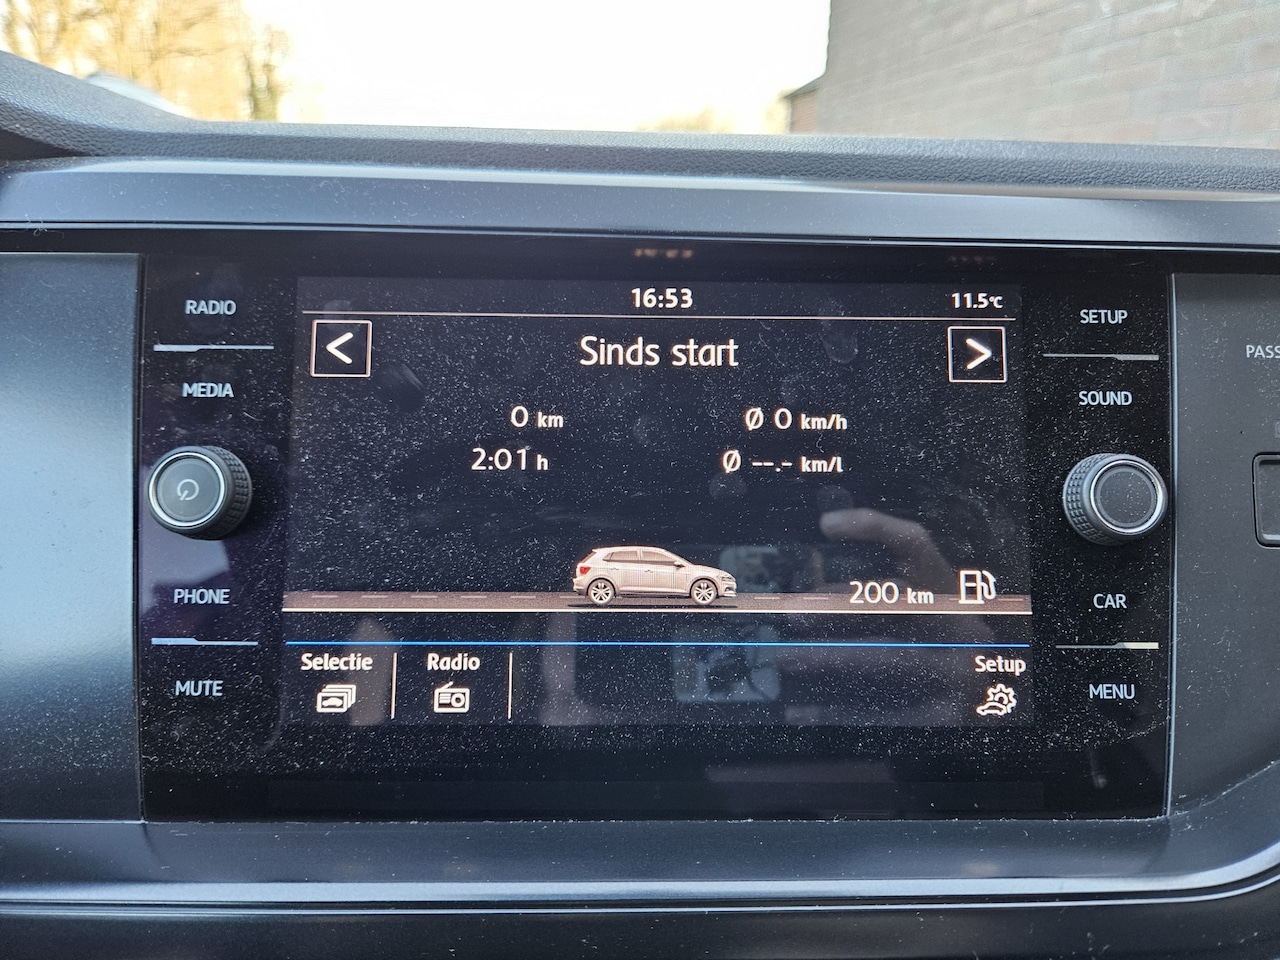 16:53 11.5°C
RADIO SETUP
< Sinds start >
PASS
MEDIA SOUND
0 km Ø 0 km/h
2:01 h Ø --.- km/l
PHONE 200 km CAR
Selectie Radio Setup
MUTE MENU